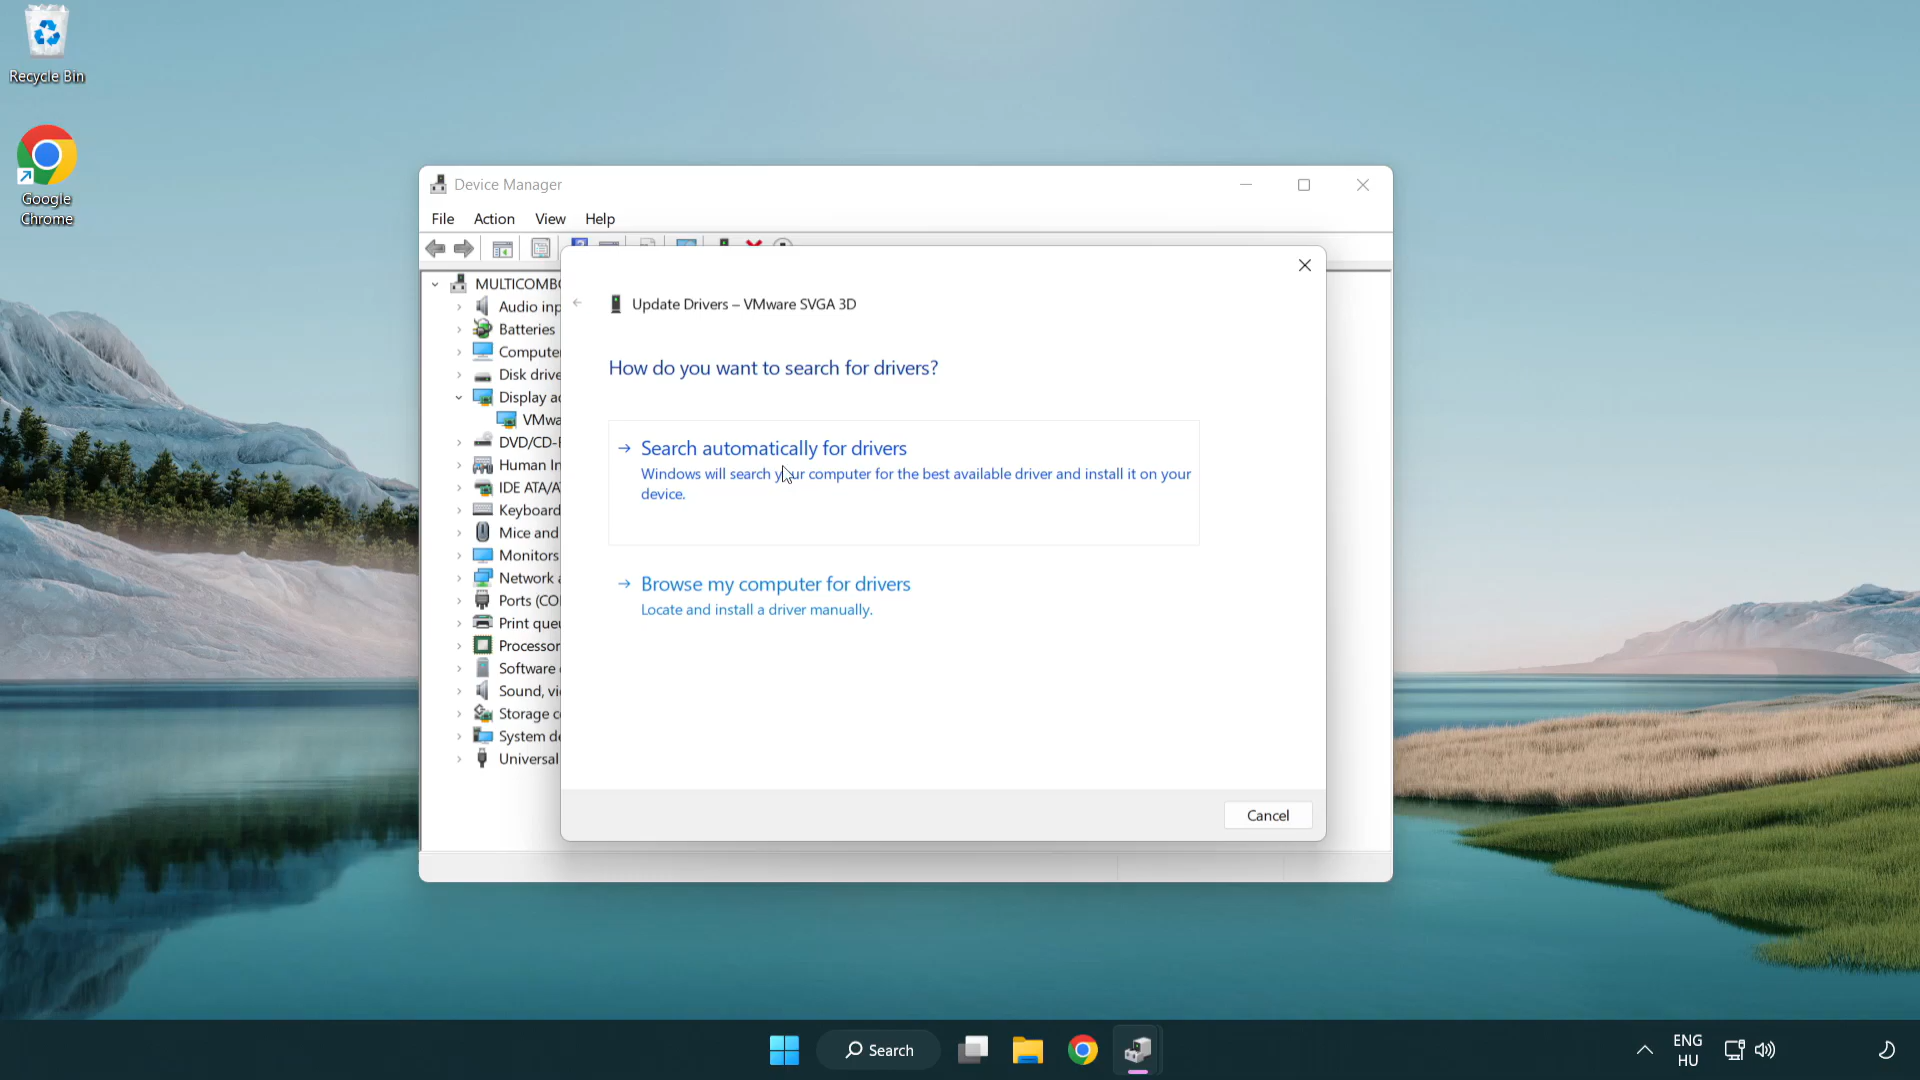 Recycle Bin
Google
Chrome
Device Manager
File Action View Help
MULTICOMBO
Audio inp
Batteries
Compute
Disk drive
Display a
VMwa
DVD/CD-R
Human In
IDE ATA/A
Keyboard
Mice and
Monitors
Network a
Ports (CO
Print que
Processor
Software
Sound, vi
Storage c
System de
Universal
Update Drivers – VMware SVGA 3D
How do you want to search for drivers?
Search automatically for drivers
Windows will search your computer for the best available driver and install it on your
device.
Browse my computer for drivers
Locate and install a driver manually.
Cancel
Search
ENG
HU